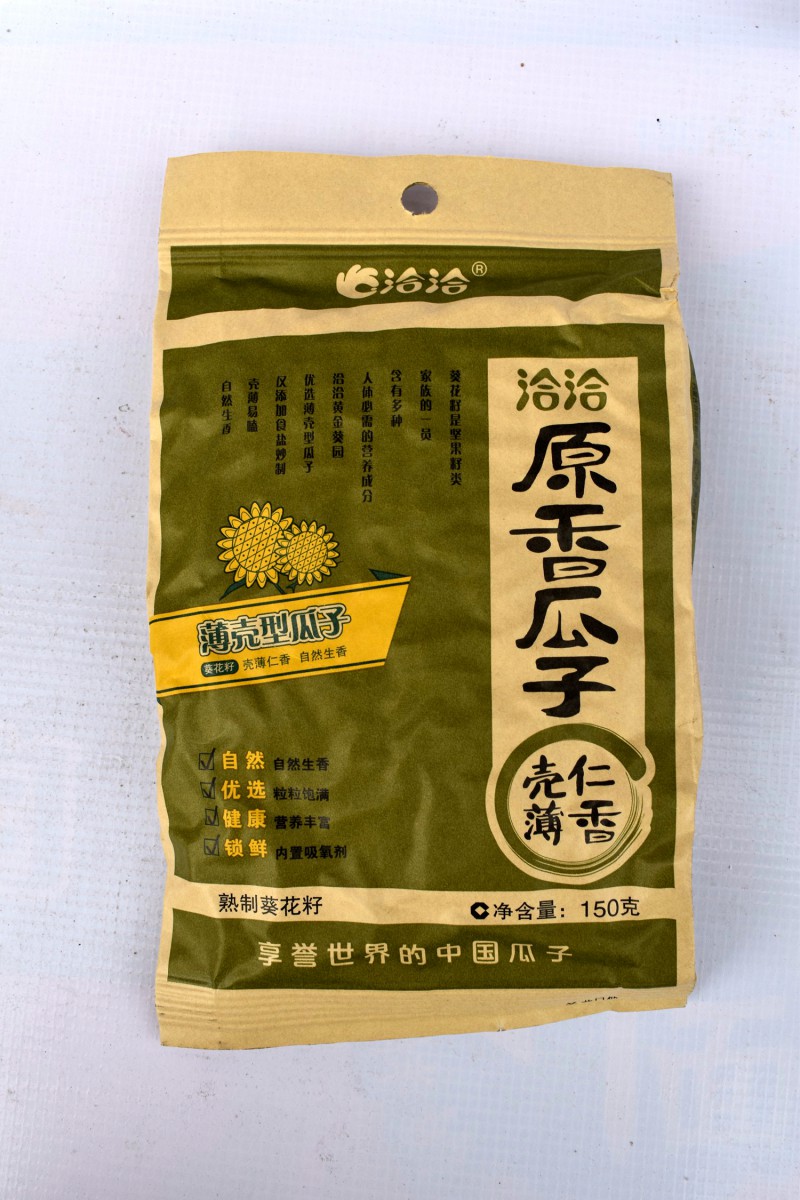 洽洽®
洽洽
原香瓜子
壳薄
仁香
葵花籽是坚果籽类
家族的一员
含有多种
人体必需的营养成分
洽洽黄金葵园
优选薄壳型瓜子
仅添加食盐炒制
壳薄易嗑
自然生香
薄壳型瓜子
葵花籽 壳薄仁香 自然生香
自然 自然生香
优选 粒粒饱满
健康 营养丰富
锁鲜 内置吸氧剂
熟制葵花籽
净含量：150克
享誉世界的中国瓜子